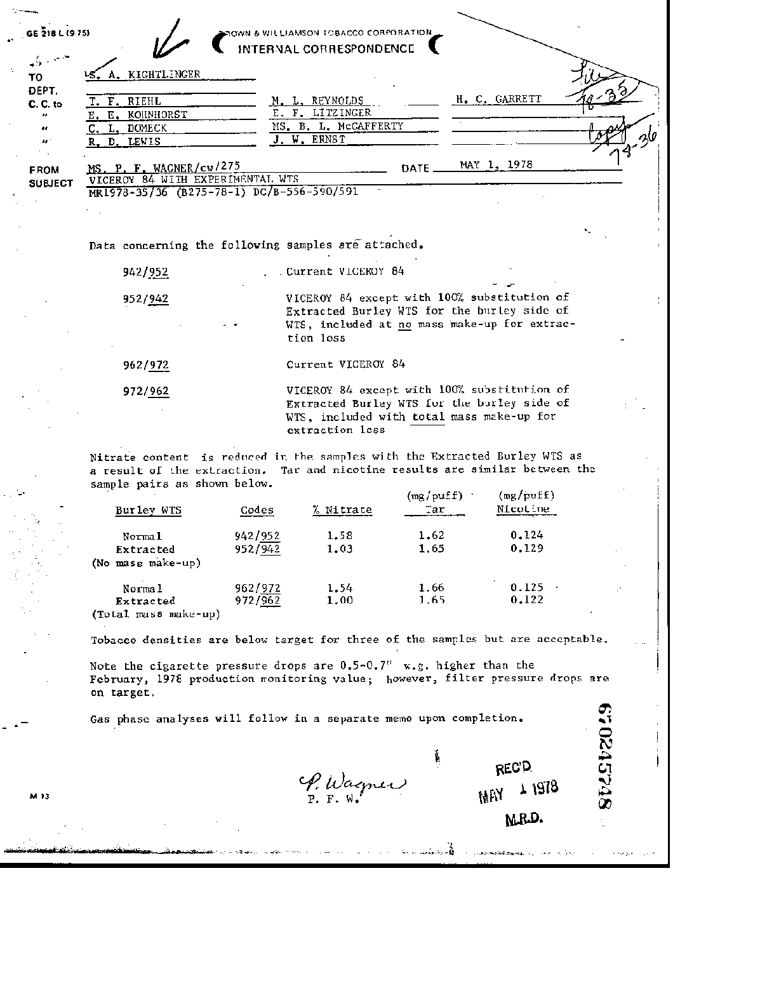 GE 218 L (9-75)
BROWN & WILLIAMSON TOBACCO CORPORATION
INTERNAL CORRESPONDENCE
TO S. A. KIGHTLINGER
DEPT.
C. C. to T. F. RIEHL M. L. REYNOLDS H. C. GARRETT
" E. E. KOHNHORST E. F. LITZINGER
" C. L. DOMECK MS. B. L. McCAFFERTY
" R. D. LEWIS J. W. ERNST
File
78-35
Copy
78-36
FROM MS. P. F. WAGNER/cw/275 DATE MAY 1, 1978
SUBJECT VICEROY 84 WITH EXPERIMENTAL WTS
MR1978-35/36 (B275-78-1) DC/B-556-590/591
Data concerning the following samples are attached.
942/952 Current VICEROY 84
952/942 VICEROY 84 except with 100% substitution of
Extracted Burley WTS for the burley side of
WTS, included at no mass make-up for extrac-
tion loss
962/972 Current VICEROY 84
972/962 VICEROY 84 except with 100% substitution of
Extracted Burley WTS for the burley side of
WTS, included with total mass make-up for
extraction loss
Nitrate content is reduced in the samples with the Extracted Burley WTS as
a result of the extraction. Tar and nicotine results are similar between the
sample pairs as shown below.
(mg/puff) (mg/puff)
Burley WTS Codes % Nitrate Tar Nicotine
Normal 942/952 1.58 1.62 0.124
Extracted 952/942 1.03 1.65 0.129
(No mass make-up)
Normal 962/972 1.54 1.66 0.125
Extracted 972/962 1.00 1.65 0.122
(Total mass make-up)
Tobacco densities are below target for three of the samples but are acceptable.
Note the cigarette pressure drops are 0.5-0.7" w.g. higher than the
February, 1978 production monitoring value; however, filter pressure drops are
on target.
Gas phase analyses will follow in a separate memo upon completion.
P. Wagner
P. F. W.
REC'D
MAY 1 1978
M.R.D.
M 13
670245748